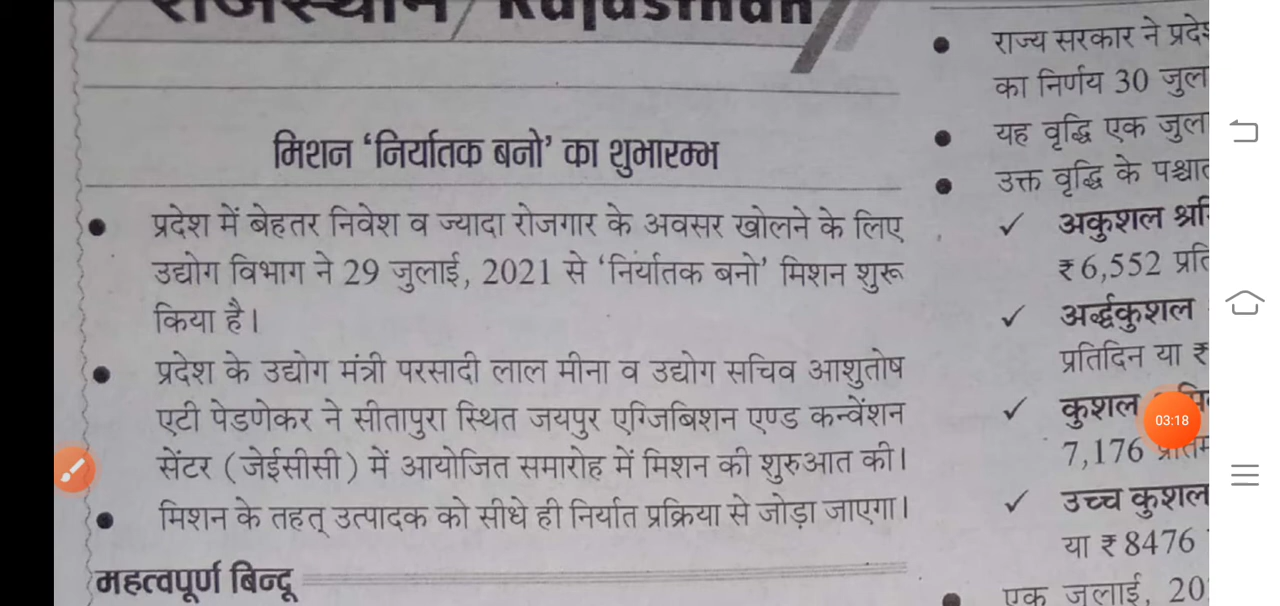 राजस्थान / Rajasthan
मिशन ‘निर्यातक बनो’ का शुभारम्भ
प्रदेश में बेहतर निवेश व ज्यादा रोजगार के अवसर खोलने के लिए
उद्योग विभाग ने 29 जुलाई, 2021 से ‘निर्यातक बनो’ मिशन शुरू
किया है।
प्रदेश के उद्योग मंत्री परसादी लाल मीना व उद्योग सचिव आशुतोष
एटी पेडणेकर ने सीतापुरा स्थित जयपुर एग्जिबिशन एण्ड कन्वेंशन
सेंटर (जेईसीसी) में आयोजित समारोह में मिशन की शुरुआत की।
मिशन के तहत् उत्पादक को सीधे ही निर्यात प्रक्रिया से जोड़ा जाएगा।
महत्वपूर्ण बिन्दू
राज्य सरकार ने
का निर्णय 30
यह वृद्धि एक
उक्त वृद्धि के
✓ अकुशल
₹6,552
✓ अर्द्धकुशल
प्रतिदिन या ₹
✓ कुशल
7,176
✓ उच्च कुशल
या ₹8476
एक जुलाई,
03:18